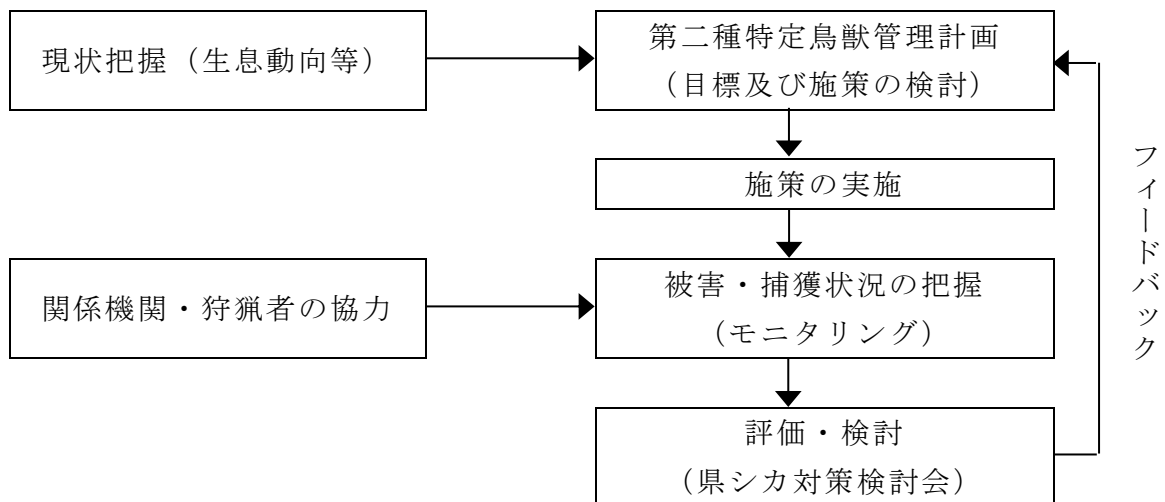 現状把握（生息動向等）
第二種特定鳥獣管理計画
（目標及び施策の検討）
施策の実施
関係機関・狩猟者の協力
被害・捕獲状況の把握
（モニタリング）
評価・検討
（県シカ対策検討会）
フィードバック